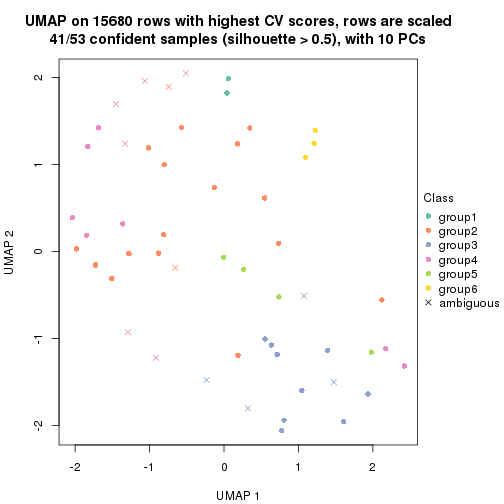 UMAP on 15680 rows with highest CV scores, rows are scaled
41/53 confident samples (silhouette > 0.5), with 10 PCs
2
1
0
-1
-2
UMAP 2
-2 -1 0 1 2
UMAP 1
Class
group1
group2
group3
group4
group5
group6
ambiguous